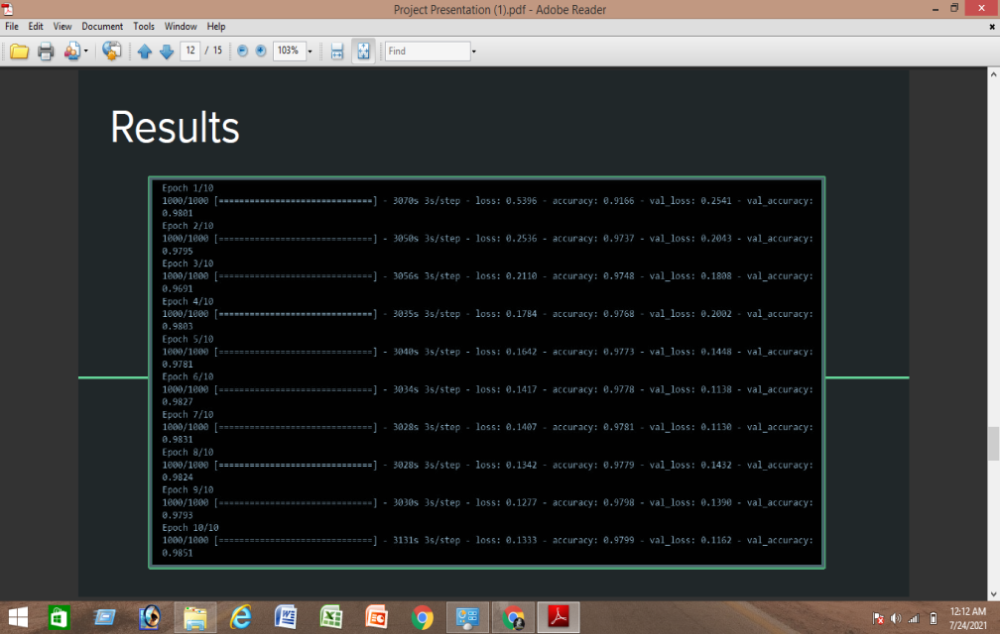 Project Presentation (1).pdf - Adobe Reader
File Edit View Document Tools Window Help
12 / 15 103% Find
Results
Epoch 1/10
1000/1000 [==============================] - 3070s 3s/step - loss: 0.5396 - accuracy: 0.9166 - val_loss: 0.2541 - val_accuracy:
0.9801
Epoch 2/10
1000/1000 [==============================] - 3050s 3s/step - loss: 0.2536 - accuracy: 0.9737 - val_loss: 0.2043 - val_accuracy:
0.9795
Epoch 3/10
1000/1000 [==============================] - 3056s 3s/step - loss: 0.2110 - accuracy: 0.9748 - val_loss: 0.1808 - val_accuracy:
0.9691
Epoch 4/10
1000/1000 [==============================] - 3035s 3s/step - loss: 0.1784 - accuracy: 0.9768 - val_loss: 0.2002 - val_accuracy:
0.9803
Epoch 5/10
1000/1000 [==============================] - 3040s 3s/step - loss: 0.1642 - accuracy: 0.9773 - val_loss: 0.1448 - val_accuracy:
0.9781
Epoch 6/10
1000/1000 [==============================] - 3034s 3s/step - loss: 0.1417 - accuracy: 0.9778 - val_loss: 0.1138 - val_accuracy:
0.9827
Epoch 7/10
1000/1000 [==============================] - 3028s 3s/step - loss: 0.1407 - accuracy: 0.9781 - val_loss: 0.1130 - val_accuracy:
0.9831
Epoch 8/10
1000/1000 [==============================] - 3028s 3s/step - loss: 0.1342 - accuracy: 0.9779 - val_loss: 0.1432 - val_accuracy:
0.9824
Epoch 9/10
1000/1000 [==============================] - 3030s 3s/step - loss: 0.1277 - accuracy: 0.9798 - val_loss: 0.1390 - val_accuracy:
0.9793
Epoch 10/10
1000/1000 [==============================] - 3131s 3s/step - loss: 0.1333 - accuracy: 0.9799 - val_loss: 0.1162 - val_accuracy:
0.9851
12:12 AM
7/24/2021